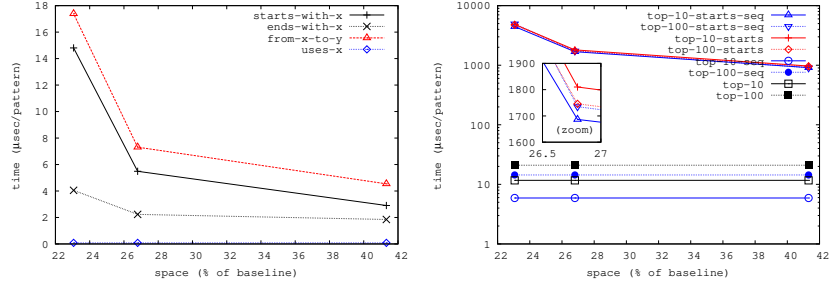 18
16
14
12
10
8
6
4
2
0
22 24 26 28 30 32 34 36 38 40 42
time (μsec/pattern)
space (% of baseline)
starts-with-x
ends-with-x
from-x-to-y
uses-x
10000
1000
100
10
1
22 24 26 28 30 32 34 36 38 40 42
time (μsec/pattern)
space (% of baseline)
top-10-starts-seq
top-100-starts-seq
top-10-starts
top-100-starts
top-10-seq
top-100-seq
top-10
top-100
1900
1800
1700
1600
26.5 27
(zoom)